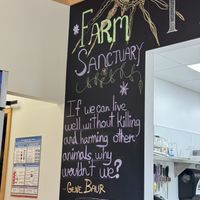 FARM
SANCTUARY
If we can live
well without killing
and harming other
animals, why
wouldn't we?
- GENE BAUR